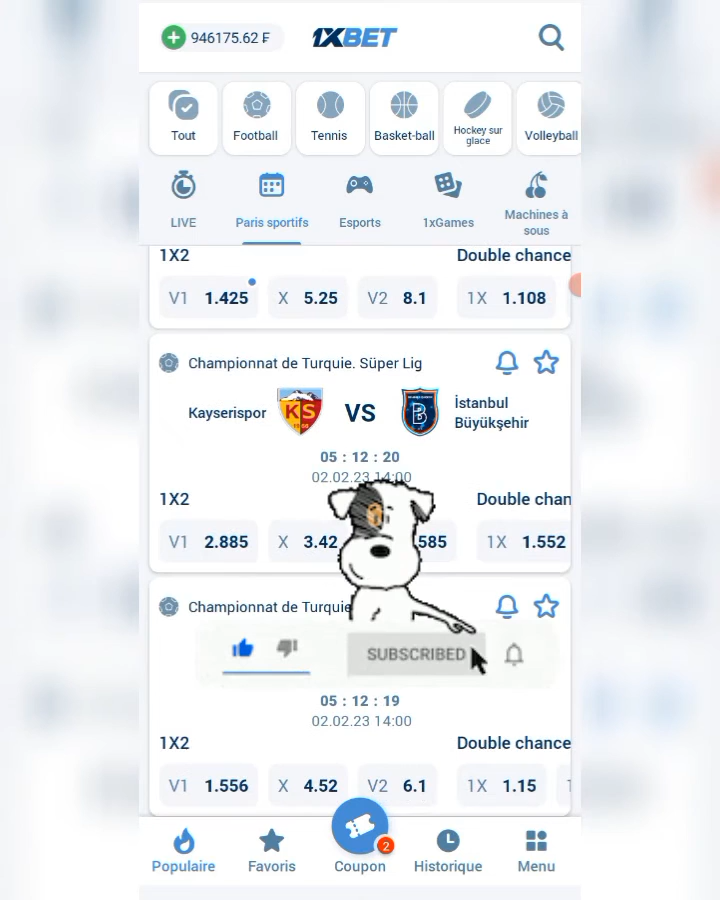 946175.62 ₣
1XBET
Tout
Football
Tennis
Basket-ball
Hockey sur
glace
Volleyball
LIVE
Paris sportifs
Esports
1xGames
Machines à
sous
1X2
Double chance
V1 1.425
X 5.25
V2 8.1
1X 1.108
Championnat de Turquie. Süper Lig
Kayserispor
KS
VS
B
İstanbul
Büyükşehir
05 : 12 : 20
02.02.23 14:00
1X2
Double chan
V1 2.885
X 3.42
585
1X 1.552
Championnat de Turquie
SUBSCRIBED
05 : 12 : 19
02.02.23 14:00
1X2
Double chance
V1 1.556
X 4.52
V2 6.1
1X 1.15
1
2
Populaire
Favoris
Coupon
Historique
Menu